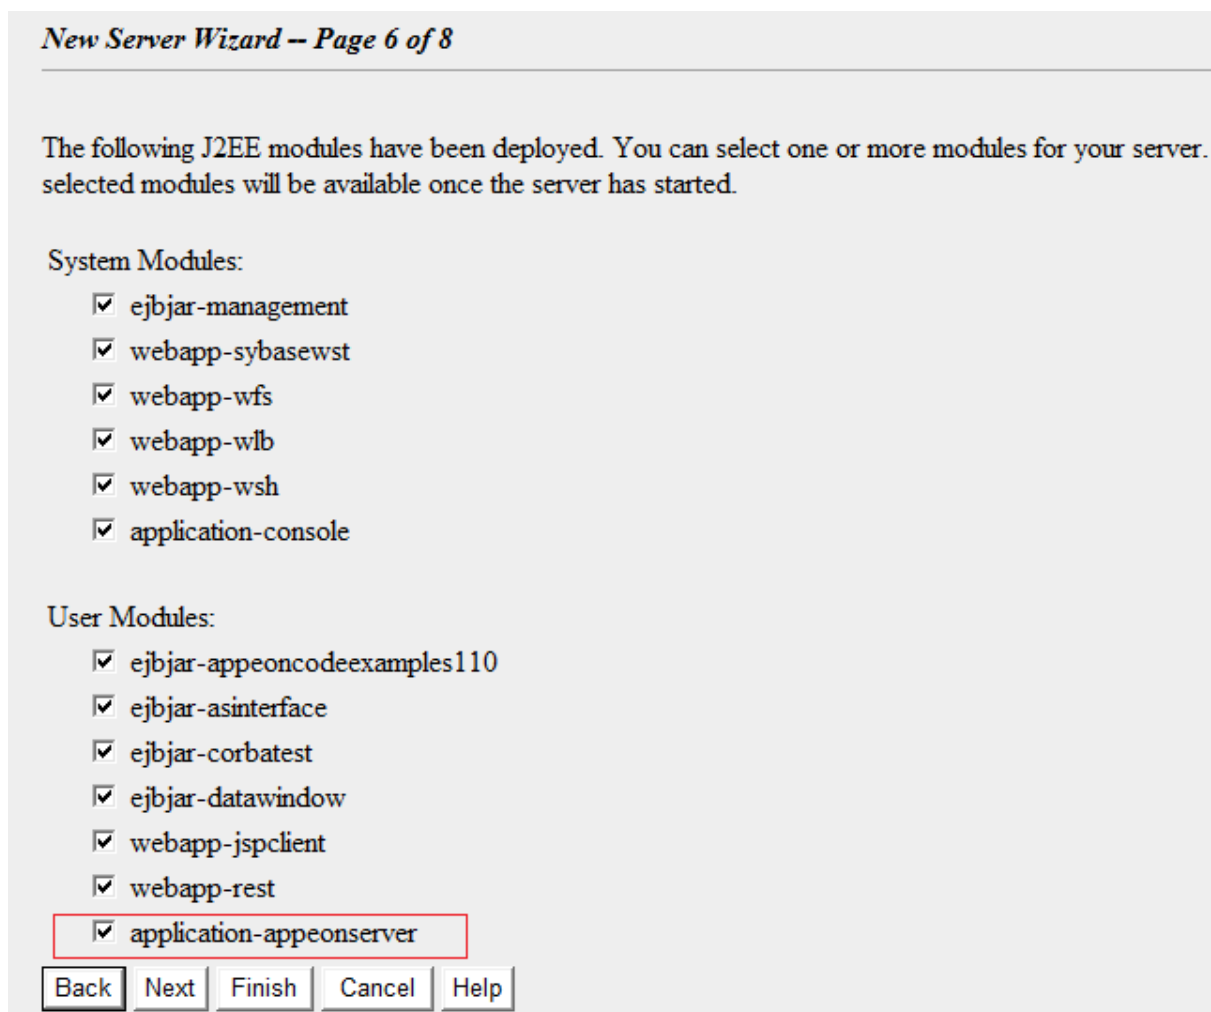 New Server Wizard -- Page 6 of 8
The following J2EE modules have been deployed. You can select one or more modules for your server.
selected modules will be available once the server has started.
System Modules:
ejbjar-management
webapp-sybasewst
webapp-wfs
webapp-wlb
webapp-wsh
application-console
User Modules:
ejbjar-appeoncodeexamples110
ejbjar-asinterface
ejbjar-corbatest
ejbjar-datawindow
webapp-jspclient
webapp-rest
application-appeonserver
Back Next Finish Cancel Help